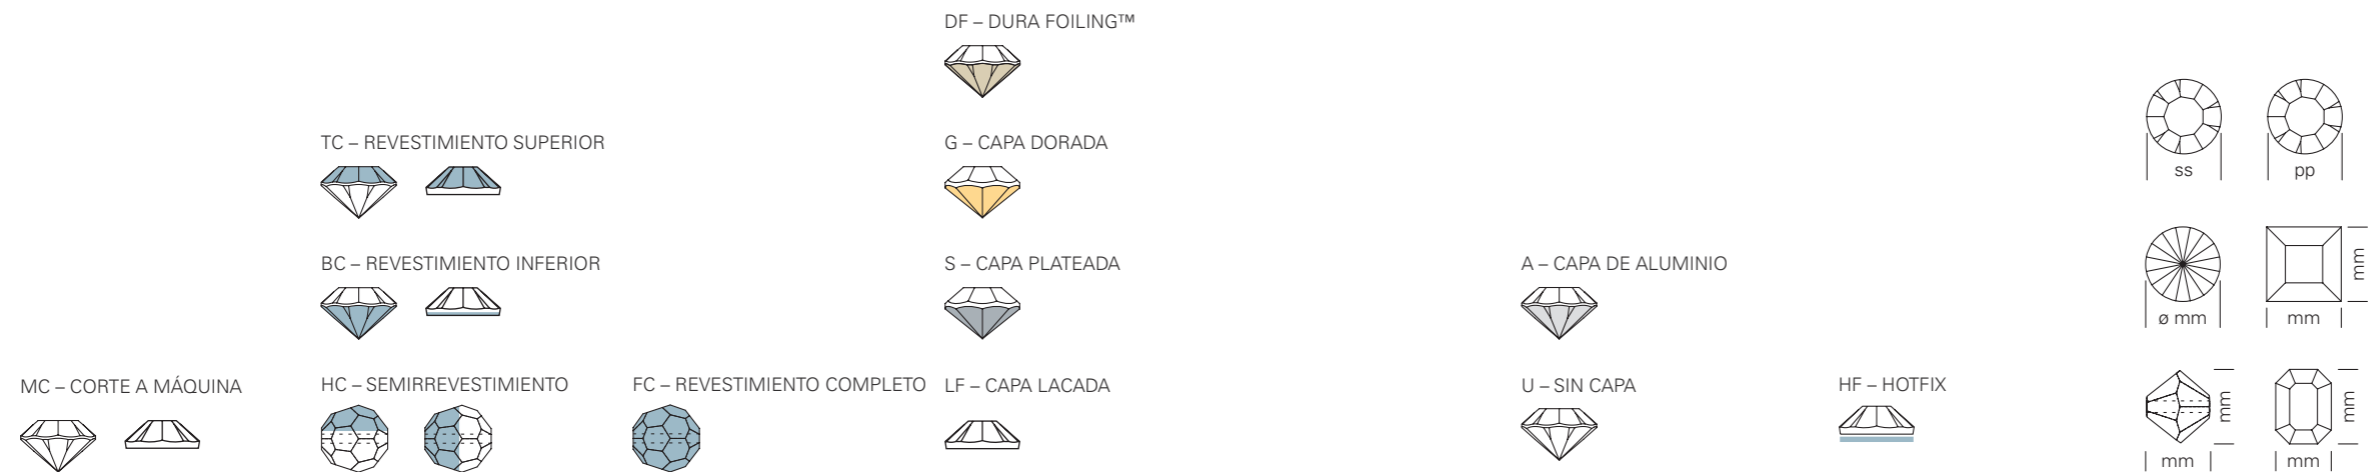 DF – DURA FOILING™
TC – REVESTIMIENTO SUPERIOR
G – CAPA DORADA
ss
pp
BC – REVESTIMIENTO INFERIOR
S – CAPA PLATEADA
A – CAPA DE ALUMINIO
mm
ø mm
mm
MC – CORTE A MÁQUINA
HC – SEMIRREVESTIMIENTO
FC – REVESTIMIENTO COMPLETO
LF – CAPA LACADA
U – SIN CAPA
HF – HOTFIX
mm
mm
mm
mm